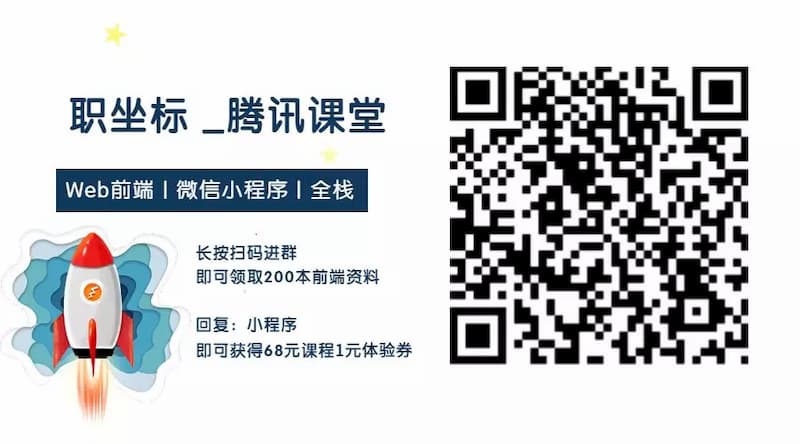 职坐标 _腾讯课堂
Web前端丨微信小程序丨全栈
长按扫码进群
即可领取200本前端资料
回复：小程序
即可获得68元课程1元体验券